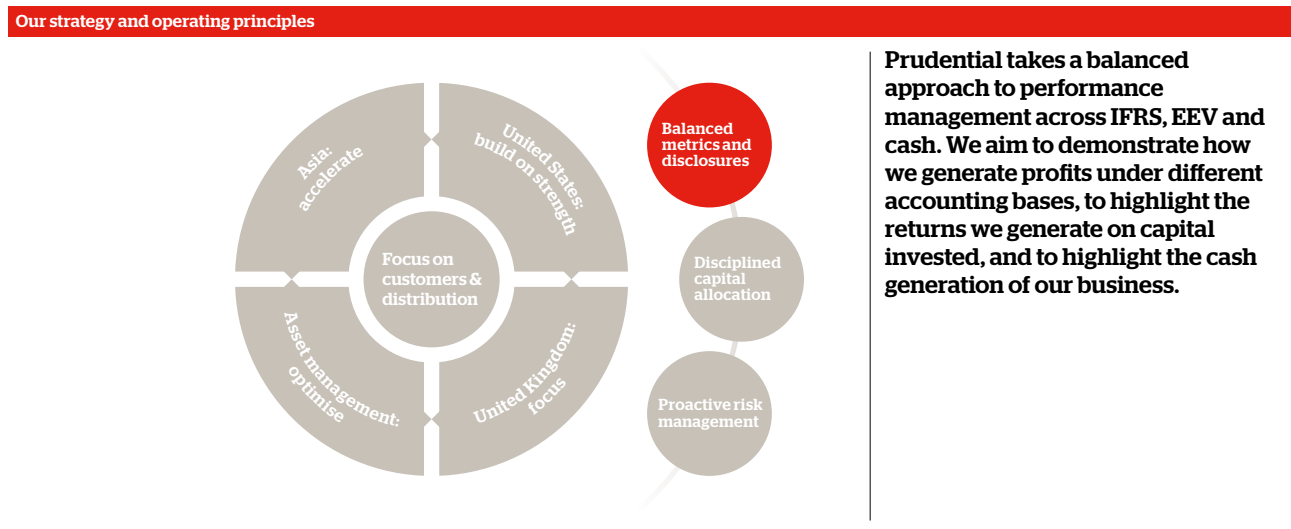 Our strategy and operating principles
Asia:
accelerate
United States:
build on strength
Focus on
customers &
distribution
Asset management:
optimise
United Kingdom:
focus
Balanced
metrics and
disclosures
Disciplined
capital
allocation
Proactive risk
management
Prudential takes a balanced
approach to performance
management across IFRS, EEV and
cash. We aim to demonstrate how
we generate profits under different
accounting bases, to highlight the
returns we generate on capital
invested, and to highlight the cash
generation of our business.